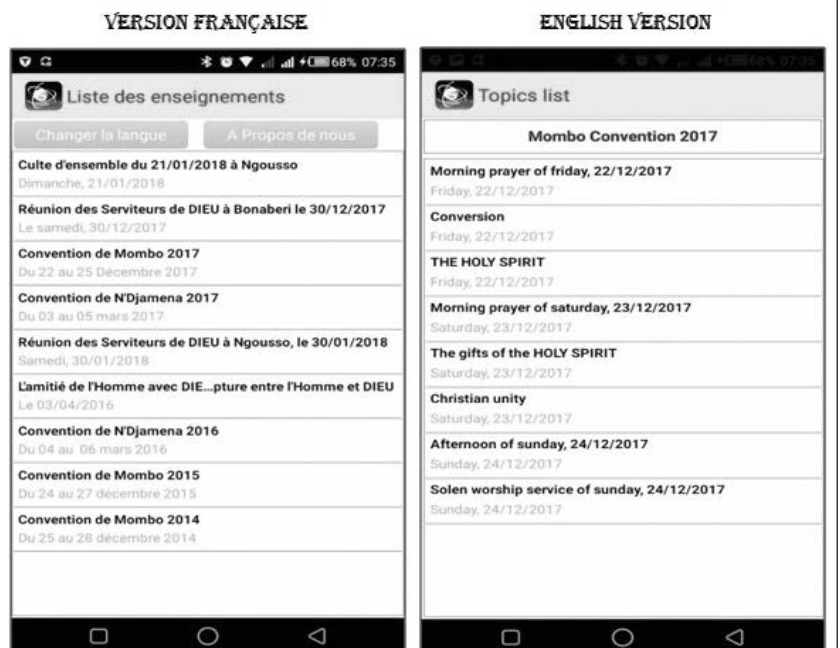 VERSION FRANÇAISE
68% 07:35
Liste des enseignements
Changer la langue
A Propos de nous
Culte d'ensemble du 21/01/2018 à Ngousso
Dimanche, 21/01/2018
Réunion des Serviteurs de DIEU à Bonaberi le 30/12/2017
Le samedi, 30/12/2017
Convention de Mombo 2017
Du 22 au 25 Décembre 2017
Convention de N'Djamena 2017
Du 03 au 05 mars 2017
Réunion des Serviteurs de DIEU à Ngousso, le 30/01/2018
Samedi, 30/01/2018
L'amitié de l'Homme avec DIE...pture entre l'Homme et DIEU
Le 03/04/2016
Convention de N'Djamena 2016
Du 04 au 06 mars 2016
Convention de Mombo 2015
Du 24 au 27 décembre 2015
Convention de Mombo 2014
Du 25 au 28 décembre 2014
ENGLISH VERSION
68% 07:35
Topics list
Mombo Convention 2017
Morning prayer of friday, 22/12/2017
Friday, 22/12/2017
Conversion
Friday, 22/12/2017
THE HOLY SPIRIT
Friday, 22/12/2017
Morning prayer of saturday, 23/12/2017
Saturday, 23/12/2017
The gifts of the HOLY SPIRIT
Saturday, 23/12/2017
Christian unity
Saturday, 23/12/2017
Afternoon of sunday, 24/12/2017
Sunday, 24/12/2017
Solen worship service of sunday, 24/12/2017
Sunday, 24/12/2017